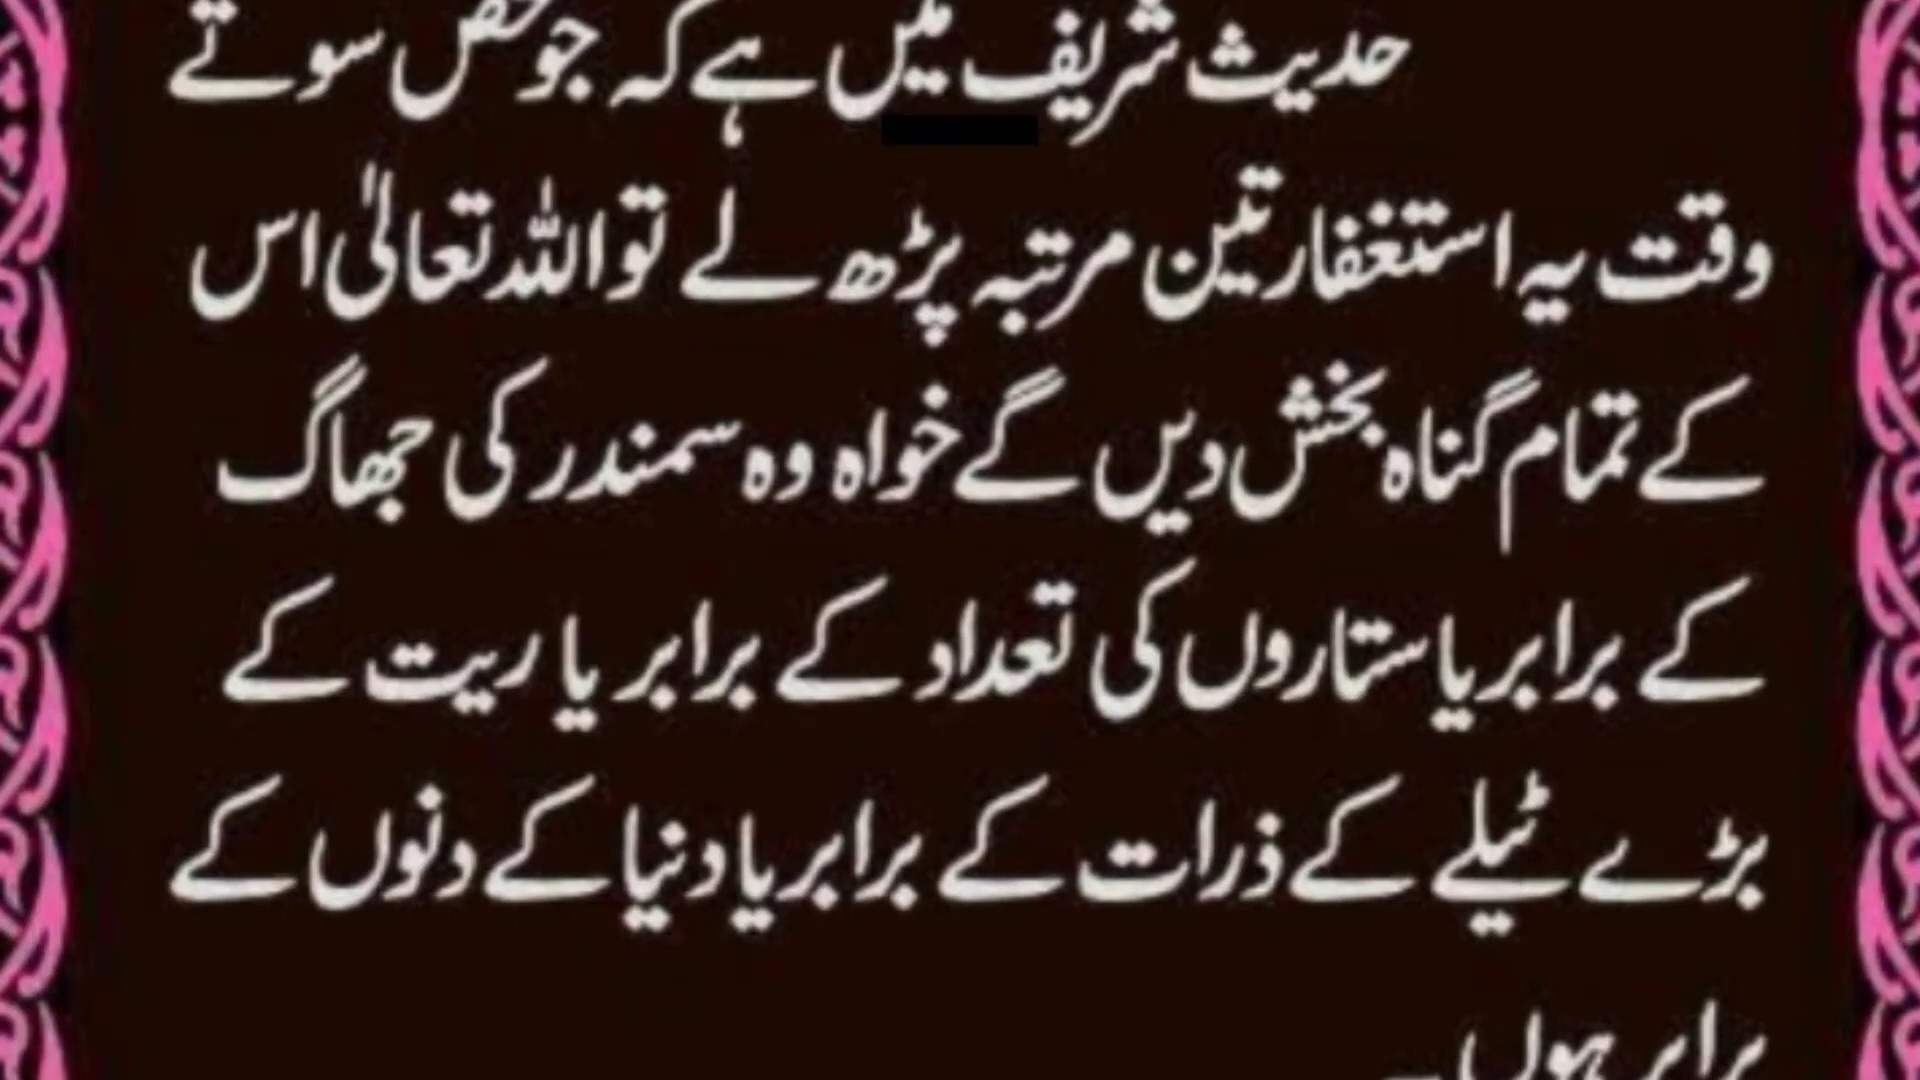 حدیث شریف میں ہے کہ جو شخص سوتے
وقت یہ استغفار تین مرتبہ پڑھ لے تو اللہ تعالیٰ اس
کے تمام گناہ بخش دیں گے خواہ وہ سمندر کی جھاگ
کے برابر یا ستاروں کی تعداد کے برابر یا ریت کے
بڑے ٹیلے کے ذرات کے برابر یا دنیا کے دنوں کے
برابر ہوں۔